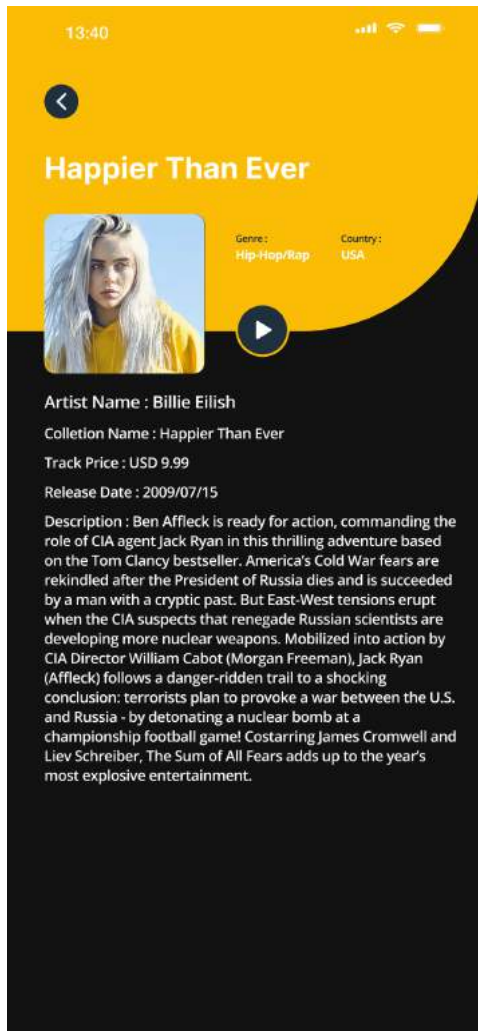 13:40
Happier Than Ever
Genre :
Country :
Hip-Hop/Rap
USA
Artist Name : Billie Eilish
Colletion Name : Happier Than Ever
Track Price : USD 9.99
Release Date : 2009/07/15
Description : Ben Affleck is ready for action, commanding the
role of CIA agent Jack Ryan in this thrilling adventure based
on the Tom Clancy bestseller. America's Cold War fears are
rekindled after the President of Russia dies and is succeeded
by a man with a cryptic past. But East-West tensions erupt
when the CIA suspects that renegade Russian scientists are
developing more nuclear weapons. Mobilized into action by
CIA Director William Cabot (Morgan Freeman), Jack Ryan
(Affleck) follows a danger-ridden trail to a shocking
conclusion: terrorists plan to provoke a war between the U.S.
and Russia - by detonating a nuclear bomb at a
championship football game! Costarring James Cromwell and
Liev Schreiber, The Sum of All Fears adds up to the year's
most explosive entertainment.